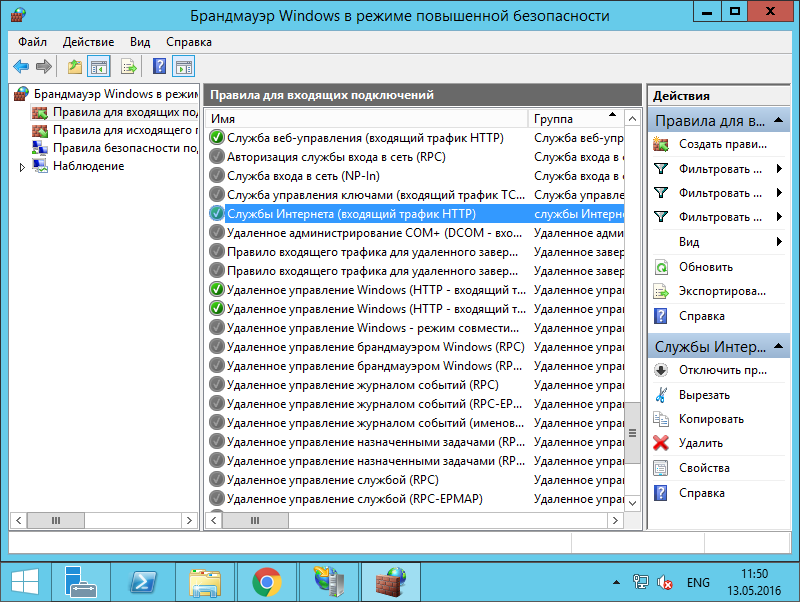 Брандмауэр Windows в режиме повышенной безопасности
Файл Действие Вид Справка
Брандмауэр Windows в режи
Правила для входящих по
Правила для исходящего
Правила безопасности по
Наблюдение
Правила для входящих подключений
Имя Группа
Служба веб-управления (входящий трафик HTTP) Служба веб-упр
Авторизация службы входа в сеть (RPC) Служба входа в
Служба входа в сеть (NP-In) Служба входа в
Служба управления ключами (входящий трафик TC... Служба управле
Службы Интернета (входящий трафик HTTP) службы Интерне
Удаленное администрирование COM+ (DCOM - вхо... Удаленное адми
Правило входящего трафика для удаленного завер... Удаленное завер
Правило входящего трафика для удаленного завер... Удаленное завер
Удаленное управление Windows (HTTP - входящий т... Удаленное упра
Удаленное управление Windows (HTTP - входящий т... Удаленное упра
Удаленное управление Windows - режим совмести... Удаленное упра
Удаленное управление брандмауэром Windows (RPC) Удаленное упра
Удаленное управление брандмауэром Windows (RP... Удаленное упра
Удаленное управление журналом событий (RPC) Удаленное упра
Удаленное управление журналом событий (RPC-EP... Удаленное упра
Удаленное управление журналом событий (именов... Удаленное упра
Удаленное управление назначенными задачами (RP... Удаленное упра
Удаленное управление назначенными задачами (RP... Удаленное упра
Удаленное управление службой (RPC) Удаленное упра
Удаленное управление службой (RPC-EPMAP) Удаленное упра
Действия
Правила для в...
Создать прави...
Фильтровать ...
Фильтровать ...
Фильтровать ...
Вид
Обновить
Экспортирова...
Справка
Службы Интер...
Отключить пр...
Вырезать
Копировать
Удалить
Свойства
Справка
ENG
11:50
13.05.2016